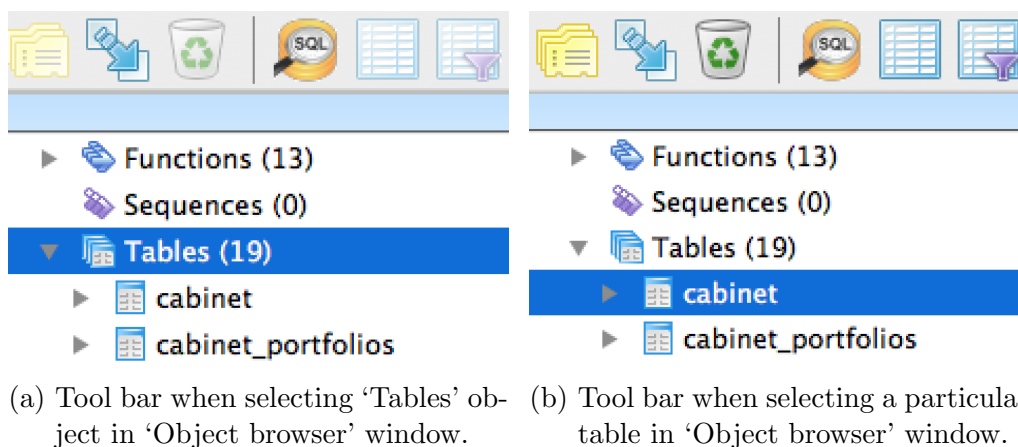 SQL
Functions (13)
Sequences (0)
Tables (19)
cabinet
cabinet_portfolios
(a) Tool bar when selecting ‘Tables’ ob-
ject in ‘Object browser’ window.
SQL
Functions (13)
Sequences (0)
Tables (19)
cabinet
cabinet_portfolios
(b) Tool bar when selecting a particula
table in ‘Object browser’ window.